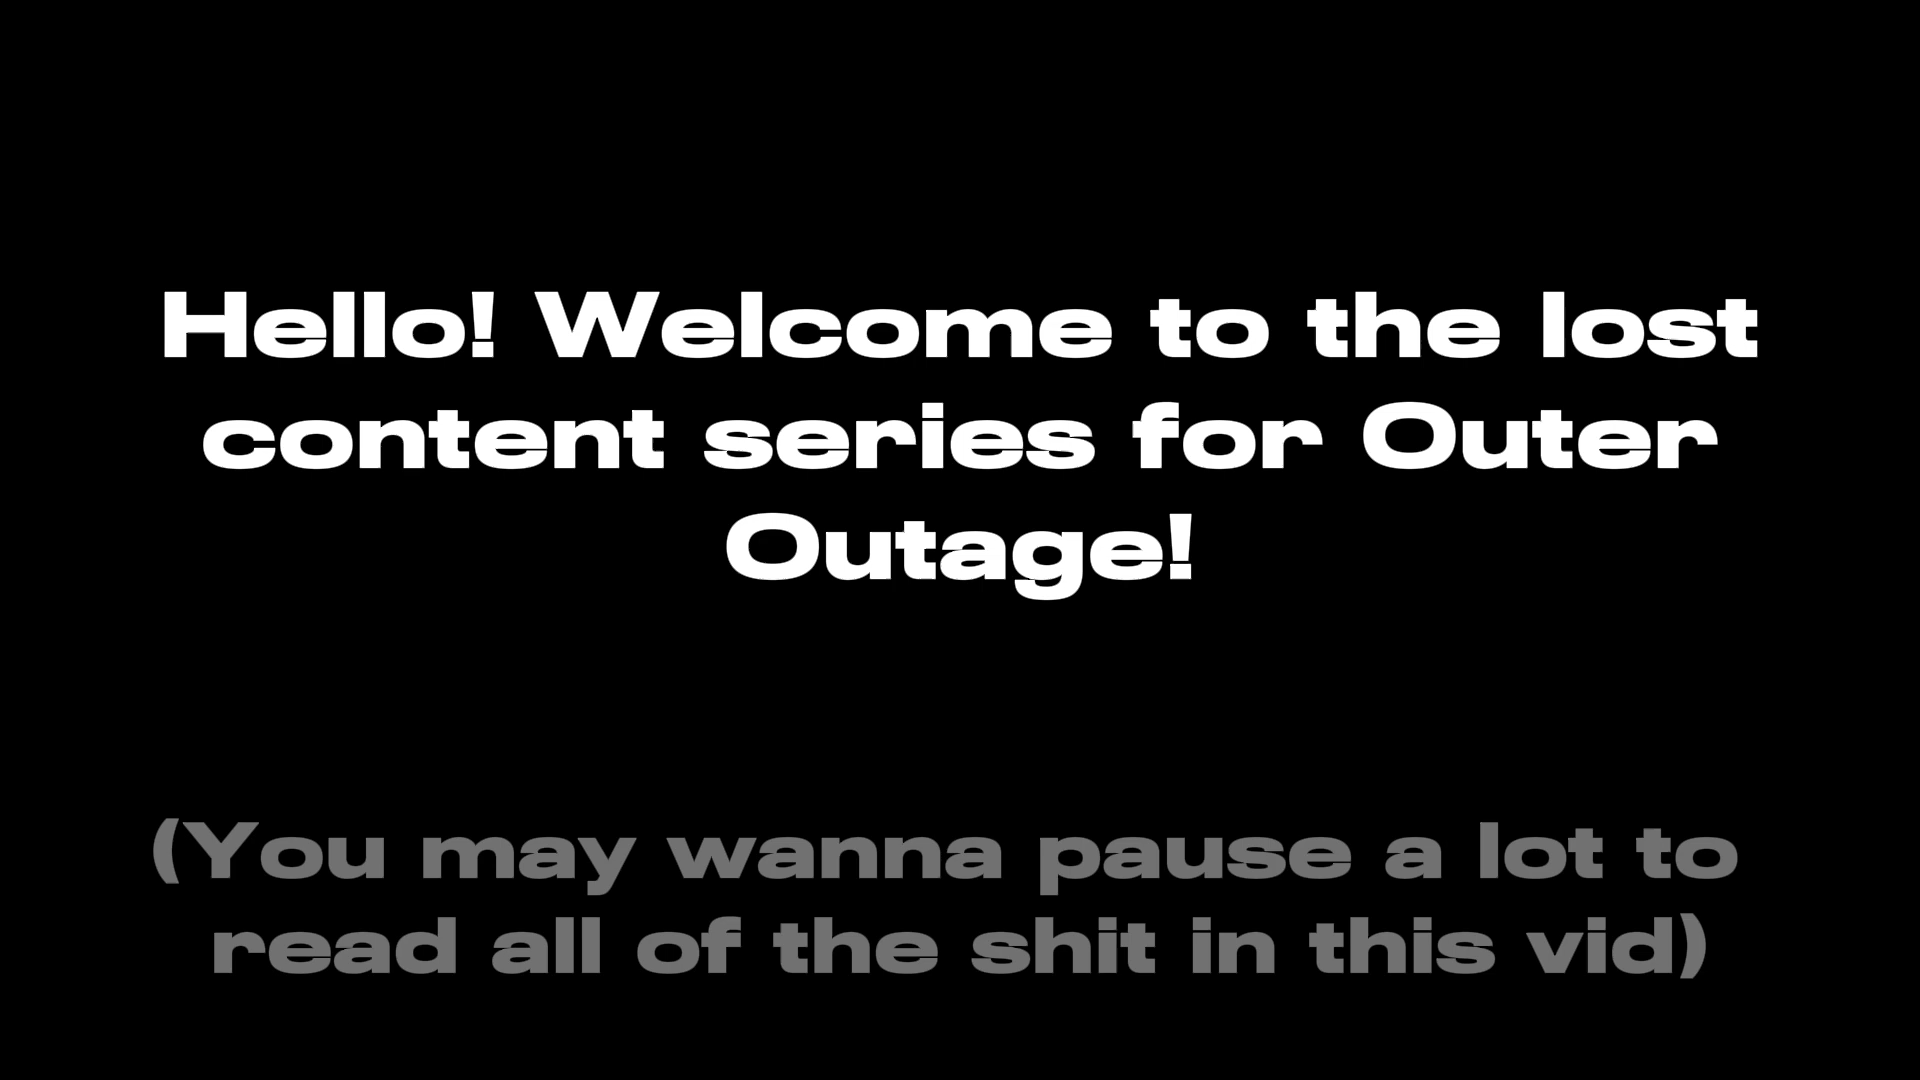 Hello! Welcome to the lost
content series for Outer
Outage!
(You may wanna pause a lot to
read all of the shit in this vid)